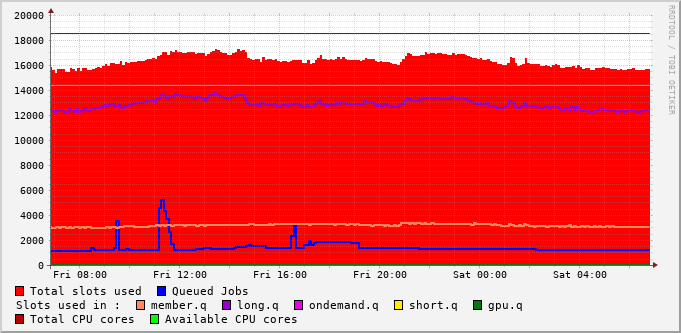 RRDTOOL / TOBI OETIKER
20000
18000
16000
14000
12000
10000
8000
6000
4000
2000
0
Fri 08:00 Fri 12:00 Fri 16:00 Fri 20:00 Sat 00:00 Sat 04:00
Total slots used Queued Jobs
Slots used in : member.q long.q ondemand.q short.q gpu.q
Total CPU cores Available CPU cores